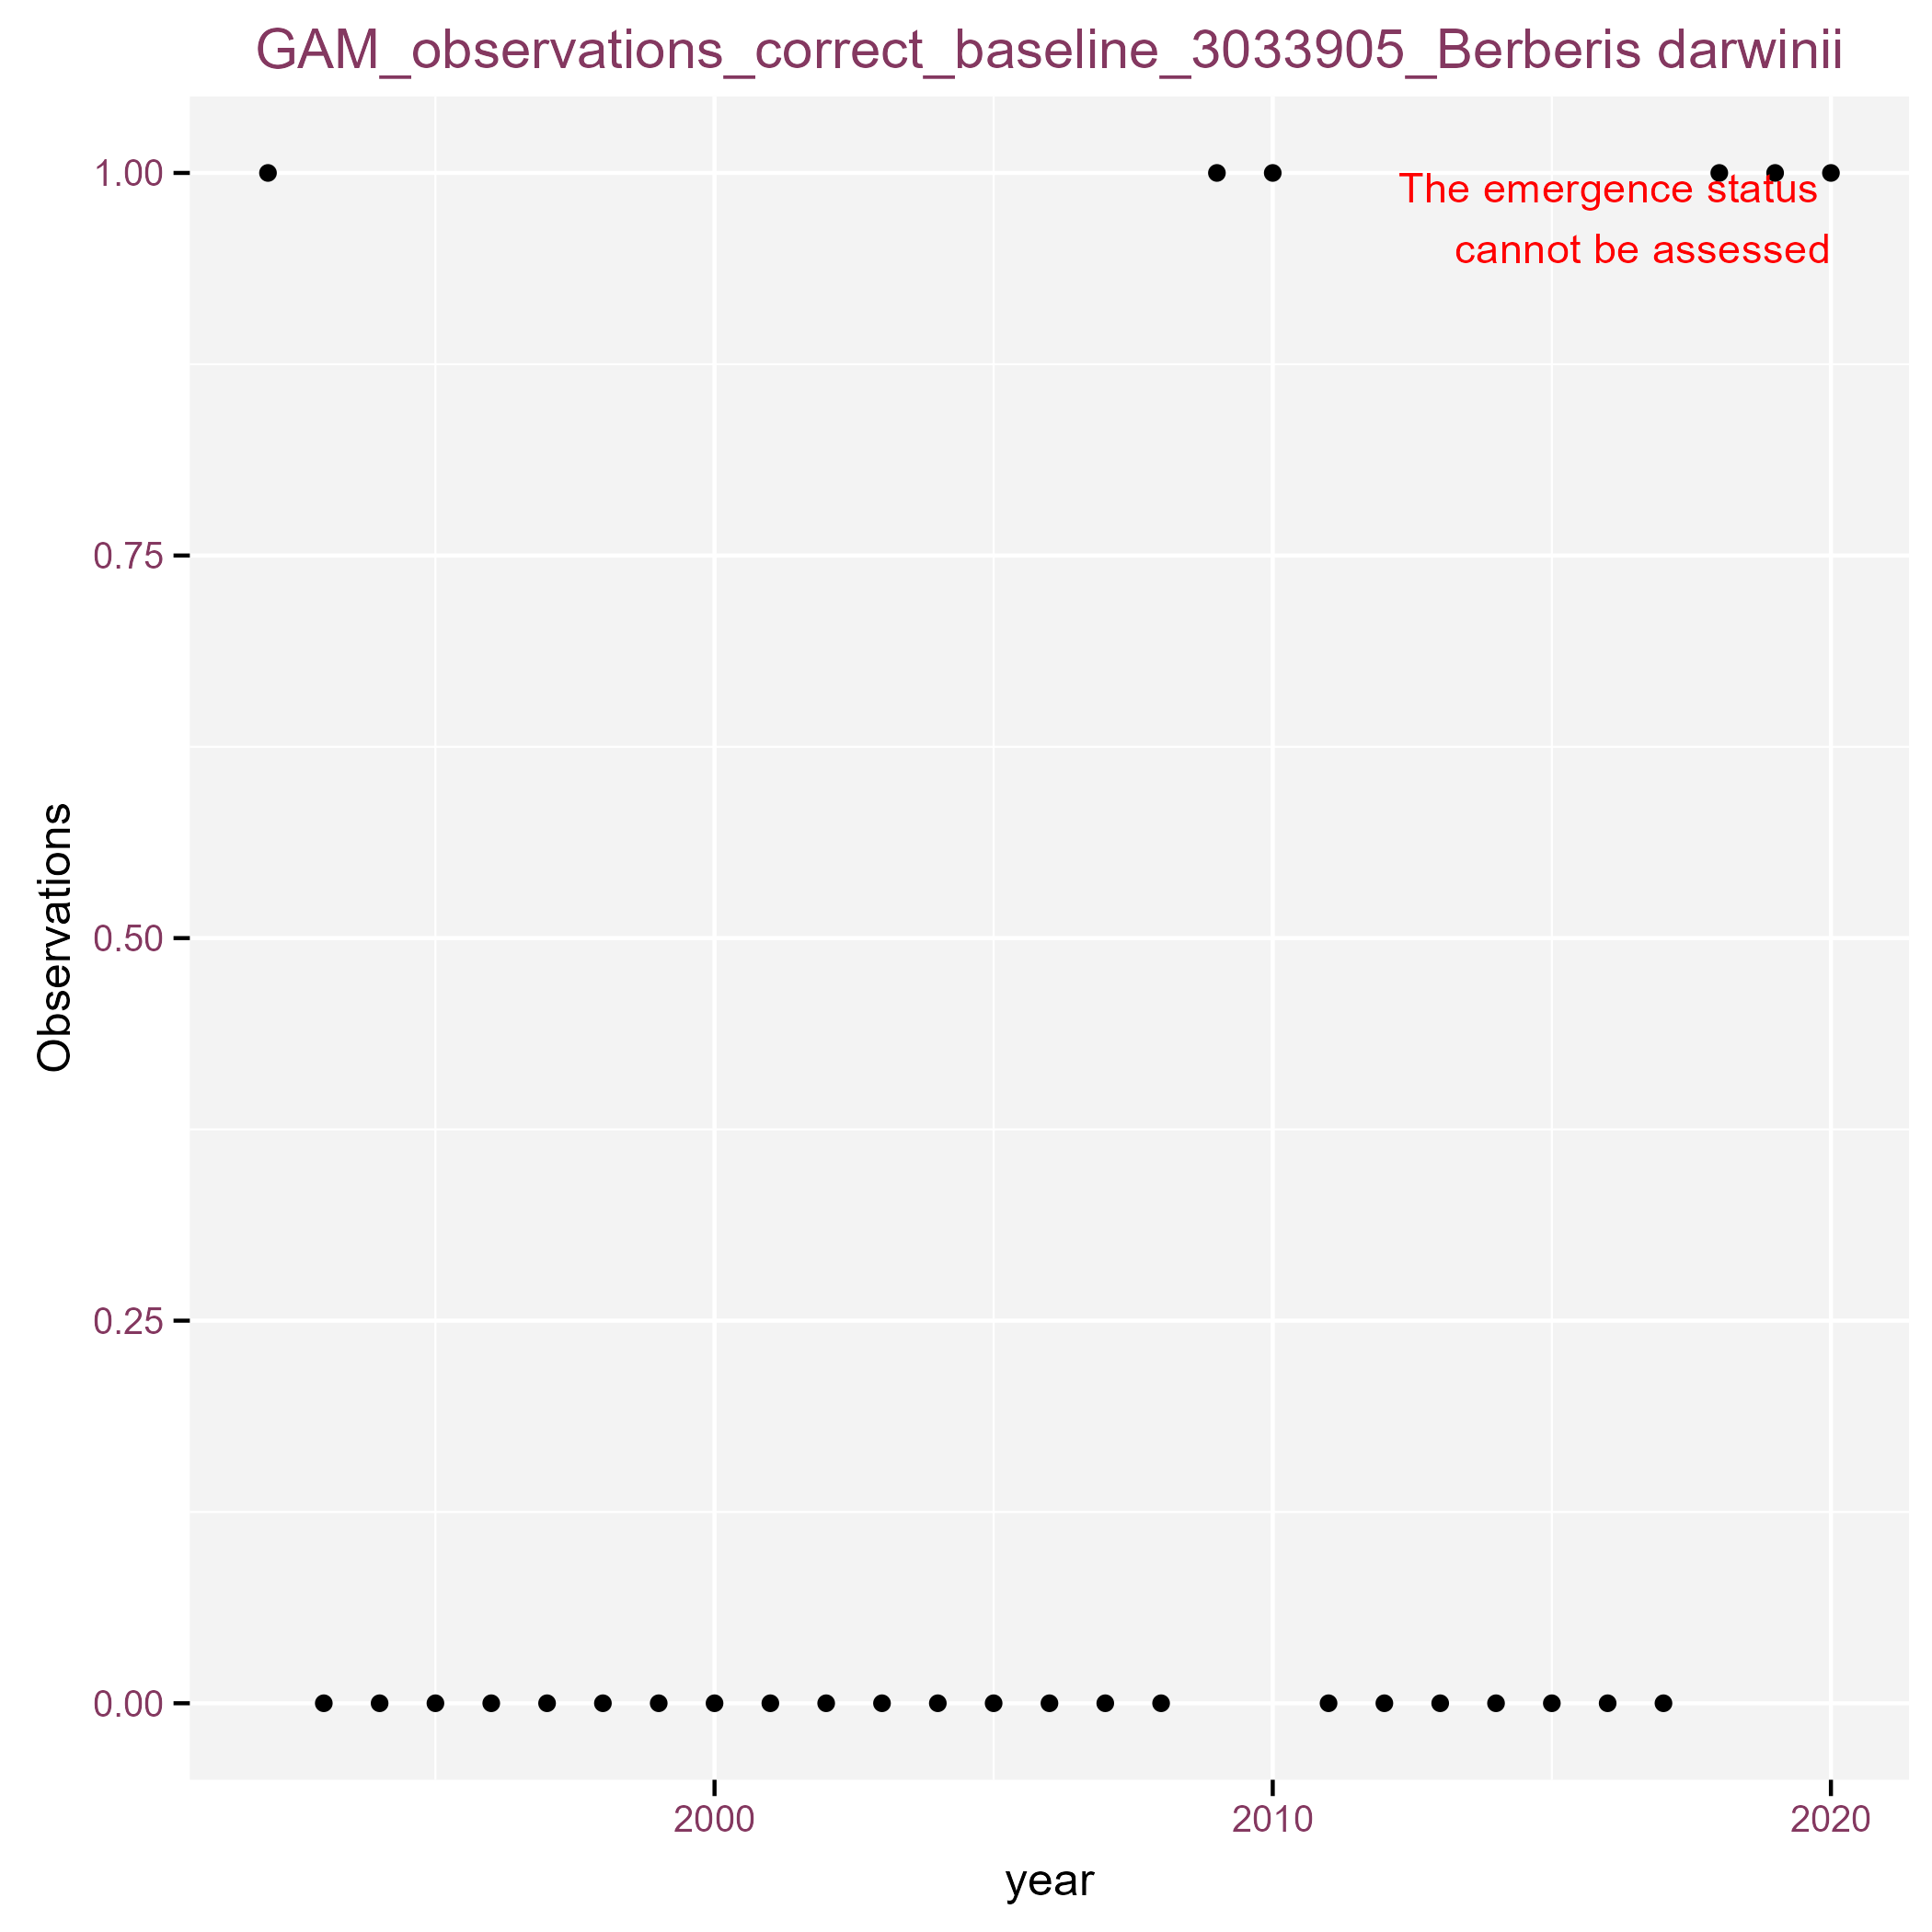 GAM_observations_correct_baseline_3033905_Berberis darwinii
1.00
The emergence status
cannot be assessed
0.75
Observations
0.50
0.25
0.00
2000 2010 2020
year